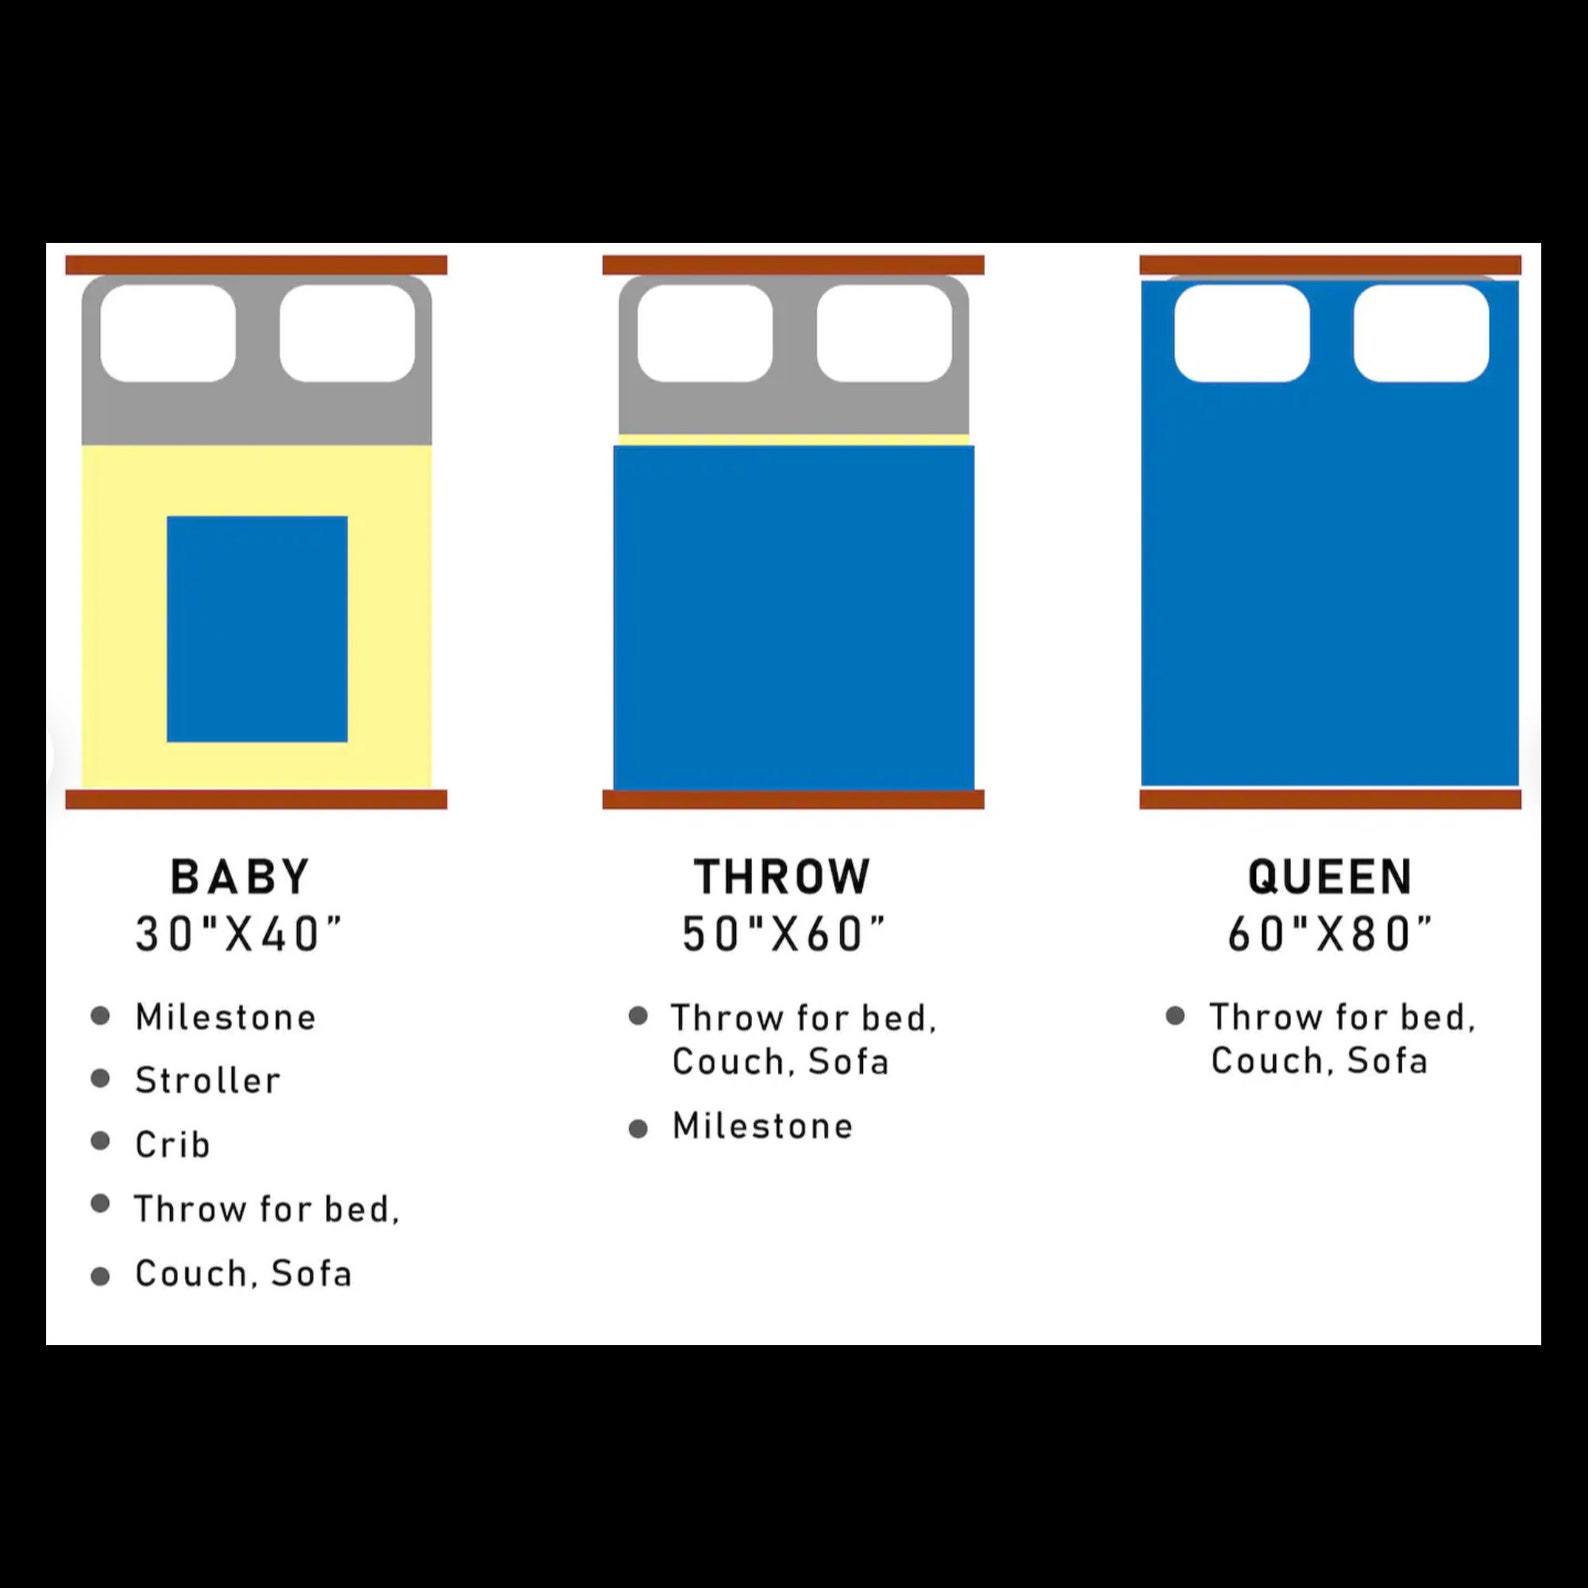 BABY
30"X40”
Milestone
Stroller
Crib
Throw for bed,
Couch, Sofa
THROW
50"X60”
Throw for bed,
Couch, Sofa
Milestone
QUEEN
60"X80”
Throw for bed,
Couch, Sofa